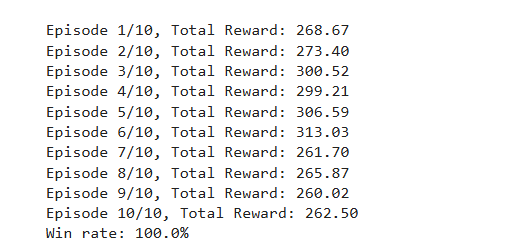 Episode 1/10, Total Reward: 268.67
Episode 2/10, Total Reward: 273.40
Episode 3/10, Total Reward: 300.52
Episode 4/10, Total Reward: 299.21
Episode 5/10, Total Reward: 306.59
Episode 6/10, Total Reward: 313.03
Episode 7/10, Total Reward: 261.70
Episode 8/10, Total Reward: 265.87
Episode 9/10, Total Reward: 260.02
Episode 10/10, Total Reward: 262.50
Win rate: 100.0%